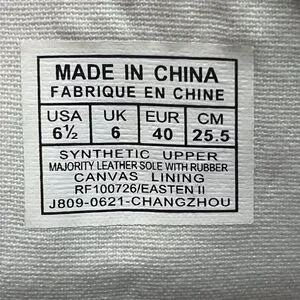 MADE IN CHINA
FABRIQUE EN CHINE
USA UK EUR CM
6½ 6 40 25.5
SYNTHETIC UPPER
MAJORITY LEATHER SOLE WITH RUBBER
CANVAS LINING
RF100726/EASTEN II
J809-0621-CHANGZHOU